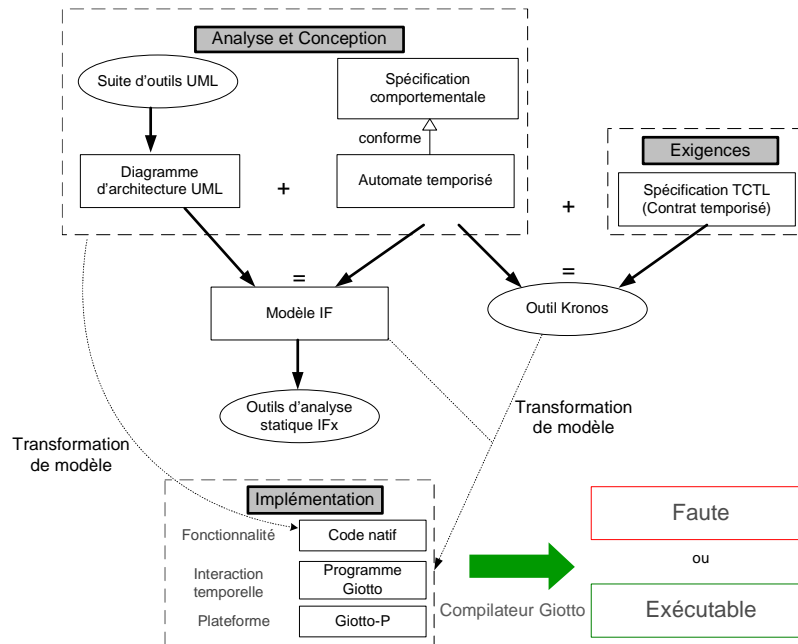 Analyse et Conception
Suite d'outils UML
Spécification
comportementale
conforme
Diagramme
d'architecture UML
+
Automate temporisé
Exigences
+
Spécification TCTL
(Contrat temporisé)
=
=
Modèle IF
Outil Kronos
Outils d'analyse
statique IFx
Transformation
de modèle
Transformation
de modèle
Implémentation
Fonctionnalité
Code natif
Interaction
temporelle
Programme
Giotto
Plateforme
Giotto-P
Compilateur Giotto
Faute
ou
Exécutable